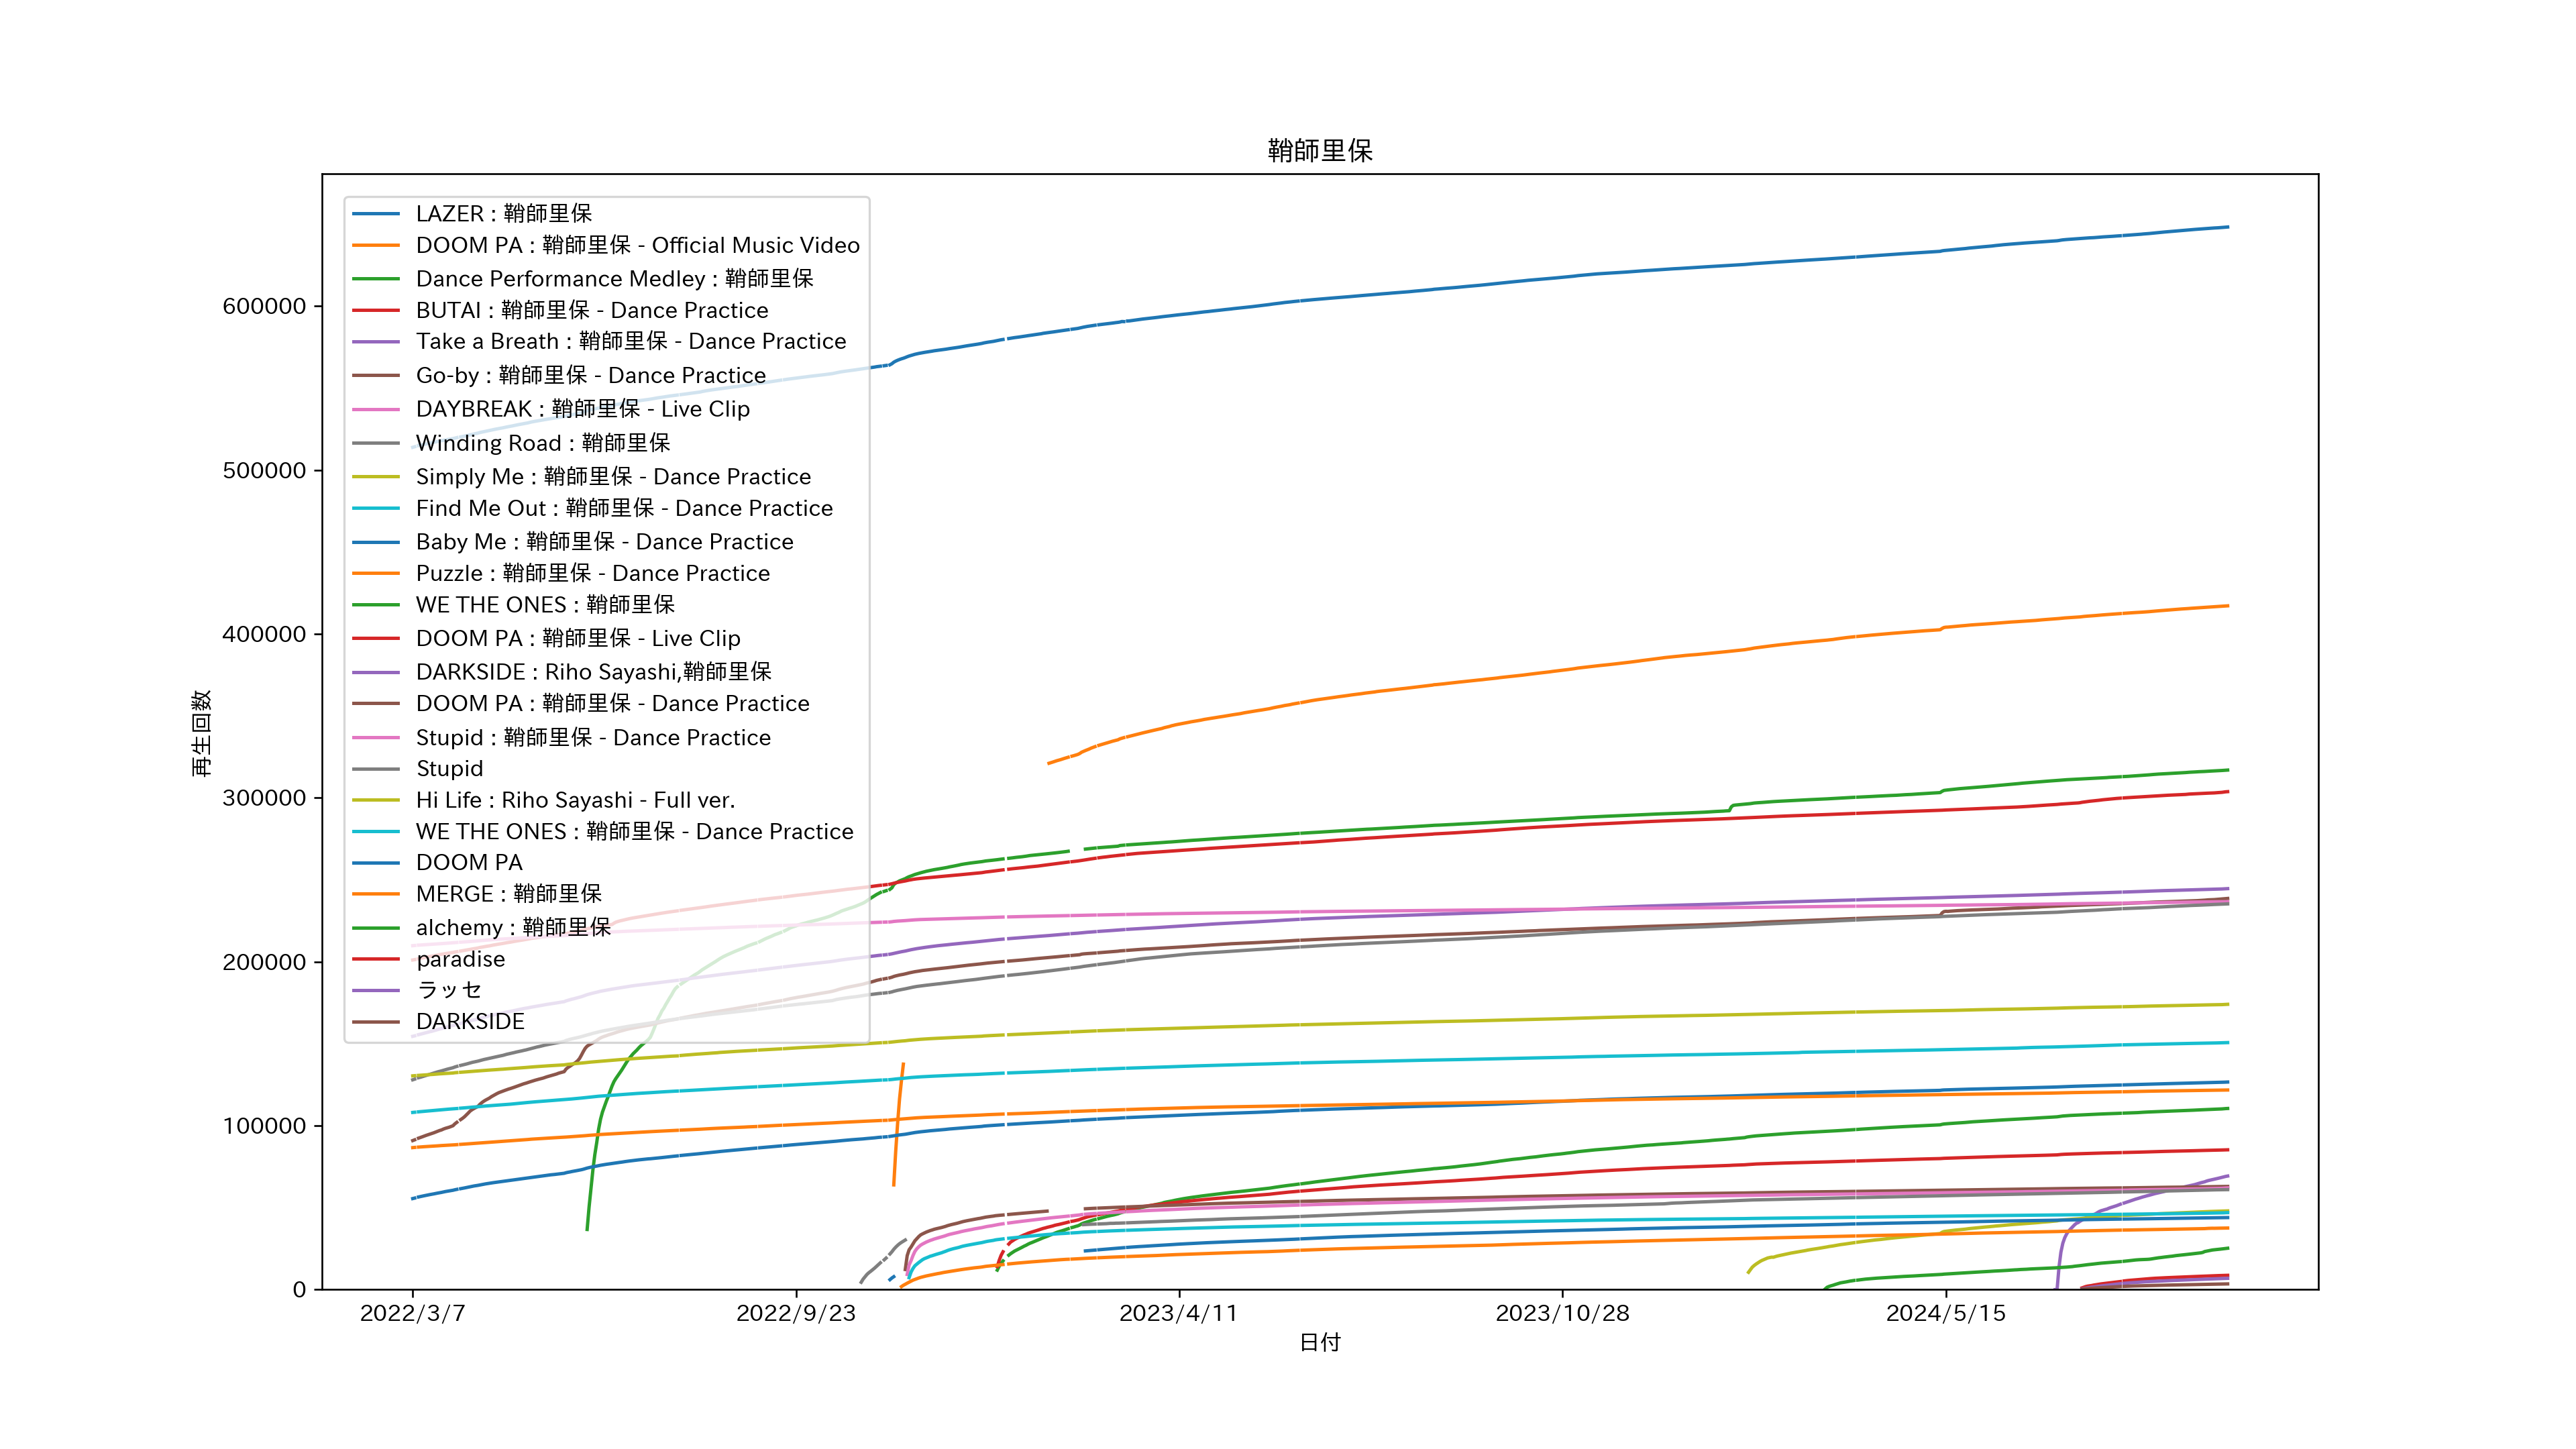 鞘師里保
LAZER : 鞘師里保
DOOM PA : 鞘師里保 - Official Music Video
Dance Performance Medley : 鞘師里保
BUTAI : 鞘師里保 - Dance Practice
Take a Breath : 鞘師里保 - Dance Practice
Go-by : 鞘師里保 - Dance Practice
DAYBREAK : 鞘師里保 - Live Clip
Winding Road : 鞘師里保
Simply Me : 鞘師里保 - Dance Practice
Find Me Out : 鞘師里保 - Dance Practice
Baby Me : 鞘師里保 - Dance Practice
Puzzle : 鞘師里保 - Dance Practice
WE THE ONES : 鞘師里保
DOOM PA : 鞘師里保 - Live Clip
DARKSIDE : Riho Sayashi,鞘師里保
DOOM PA : 鞘師里保 - Dance Practice
Stupid : 鞘師里保 - Dance Practice
Stupid
Hi Life : Riho Sayashi - Full ver.
WE THE ONES : 鞘師里保 - Dance Practice
DOOM PA
MERGE : 鞘師里保
alchemy : 鞘師里保
paradise
ラッセ
DARKSIDE
600000
500000
400000
300000
200000
100000
0
再生回数
2022/3/7
2022/9/23
2023/4/11
2023/10/28
2024/5/15
日付